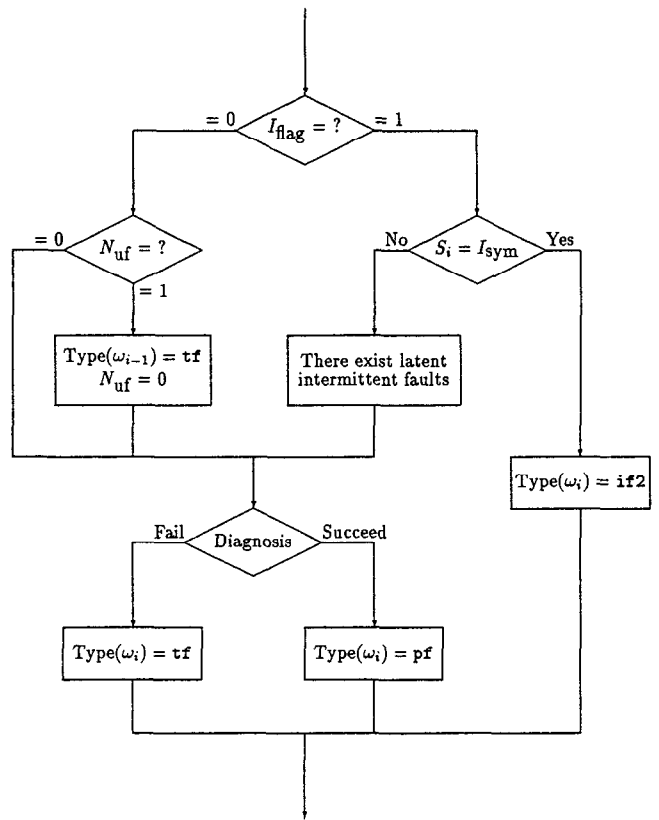 = 0
I_flag = ?
= 1
= 0
N_uf = ?
= 1
No
S_i = I_sym
Yes
Type(ω_{i−1}) = tf
N_uf = 0
There exist latent
intermittent faults
Type(ω_i) = if2
Fail
Diagnosis
Succeed
Type(ω_i) = tf
Type(ω_i) = pf